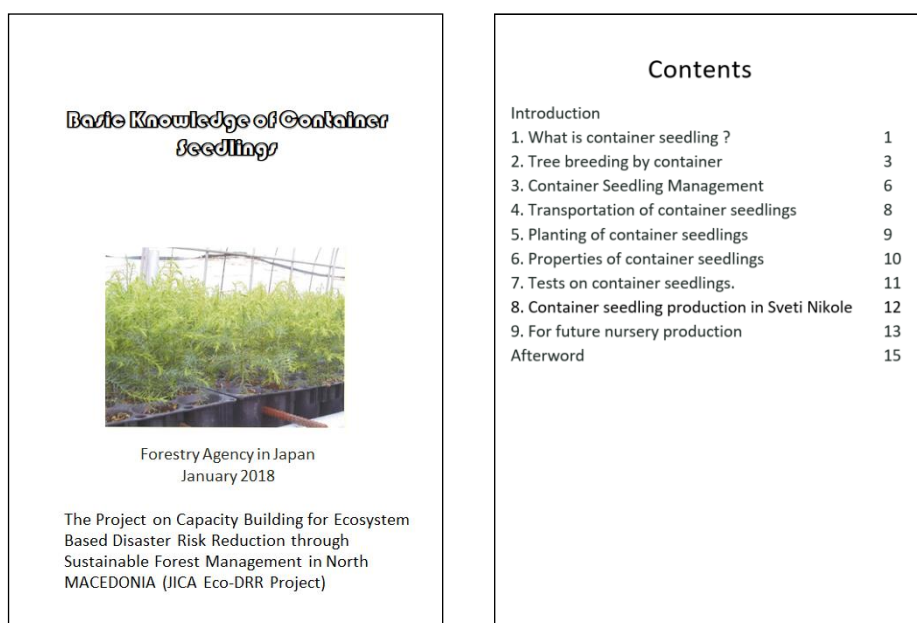 Basic Knowledge of Container
Seedlings
Forestry Agency in Japan
January 2018
The Project on Capacity Building for Ecosystem
Based Disaster Risk Reduction through
Sustainable Forest Management in North
MACEDONIA (JICA Eco-DRR Project)
Contents
Introduction
1. What is container seedling ? 1
2. Tree breeding by container 3
3. Container Seedling Management 6
4. Transportation of container seedlings 8
5. Planting of container seedlings 9
6. Properties of container seedlings 10
7. Tests on container seedlings. 11
8. Container seedling production in Sveti Nikole 12
9. For future nursery production 13
Afterword 15